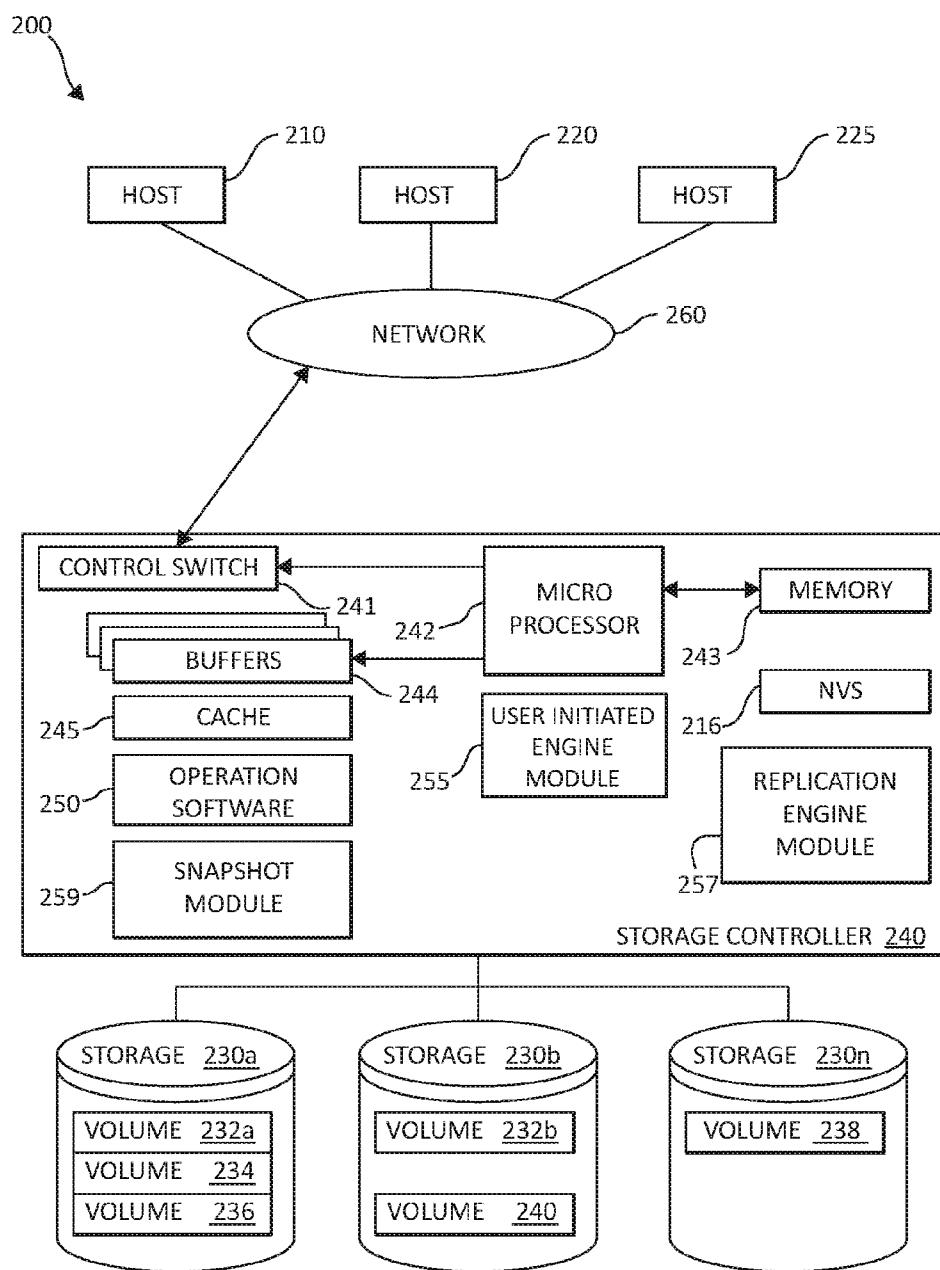 200
210
220
225
HOST
HOST
HOST
NETWORK
260
CONTROL SWITCH
241
242
MICRO
PROCESSOR
MEMORY
243
BUFFERS
244
NVS
216
245
CACHE
USER INITIATED
ENGINE
MODULE
255
250
OPERATION
SOFTWARE
REPLICATION
ENGINE
MODULE
257
259
SNAPSHOT
MODULE
STORAGE CONTROLLER 240
STORAGE 230a
STORAGE 230b
STORAGE 230n
VOLUME 232a
VOLUME 232b
VOLUME 238
VOLUME 234
VOLUME 236
VOLUME 240